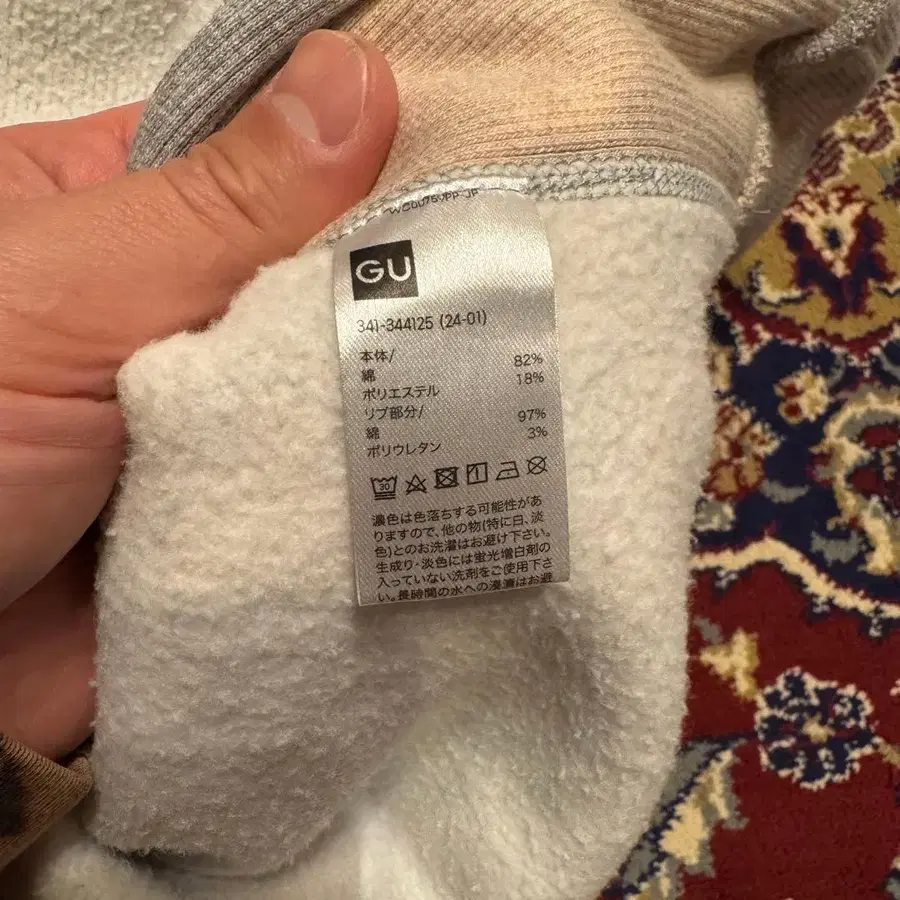 GU
341-344125 (24-01)
本体/
綿 82%
ポリエステル 18%
リブ部分/
綿 97%
ポリウレタン 3%
30
濃色は色落ちする可能性があ
りますので、他の物(特に白、淡
色)とのお洗濯はお避け下さい。
生成り・淡色には蛍光増白剤の
入っていない洗剤をご使用下さ
い。長時間の水への浸漬はお避